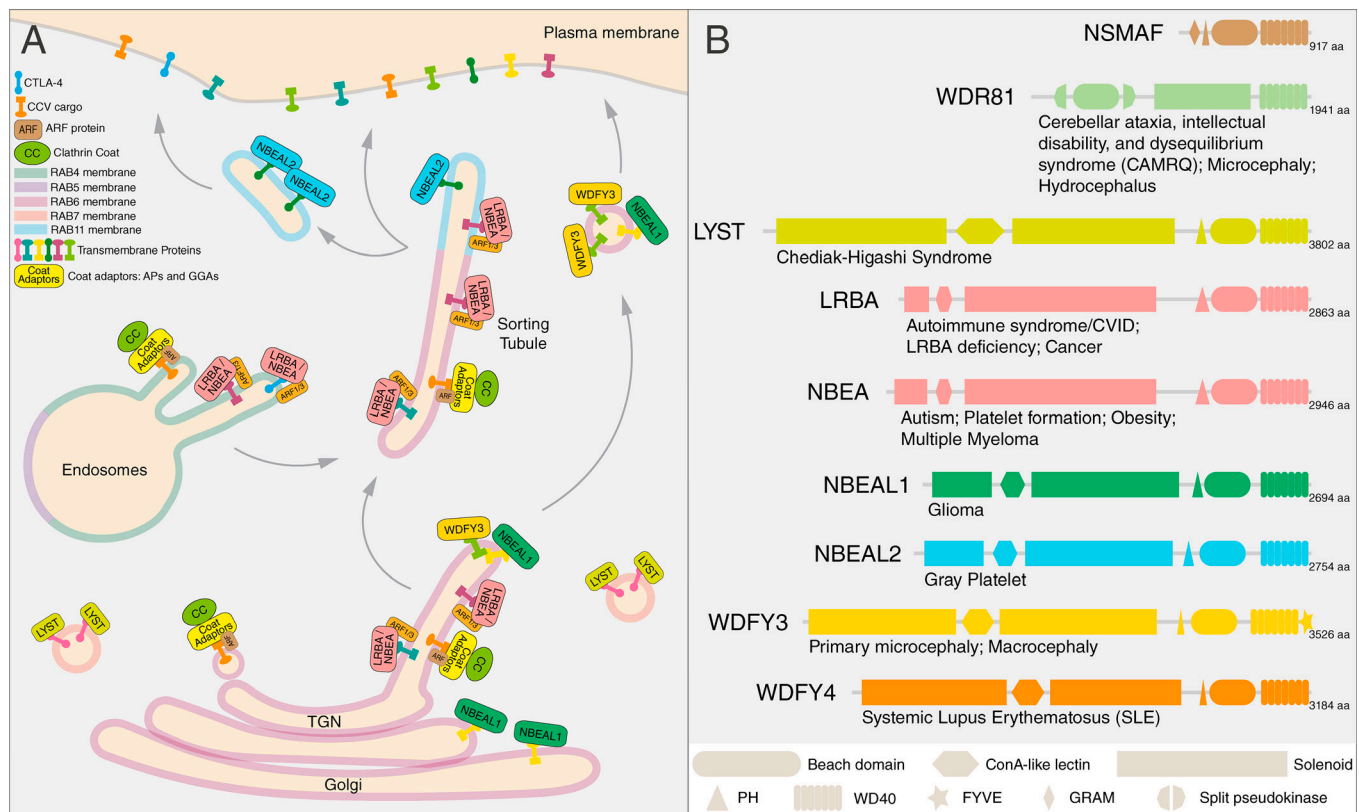 A
Plasma membrane
CTLA-4
CCV cargo
ARF
ARF protein
CC
Clathrin Coat
RAB4 membrane
RAB5 membrane
RAB6 membrane
RAB7 membrane
RAB11 membrane
Transmembrane Proteins
Coat
Adaptors
Coat adaptors: APs and GGAs
NBEAL2
NBEAL2
NBEAL2
LRBA /
NBEA
ARF1/3
WDFY3
NBEAL1
WDFY3
LRBA /
NBEA
ARF1/3
Sorting
Tubule
CC
Coat
Adaptors
ARF
LRBA /
NBEA
ARF1/3
LRBA /
NBEA
ARF1/3
ARF1/3
LRBA /
NBEA
Coat
Adaptors
ARF
CC
Endosomes
WDFY3
NBEAL1
LYST
LYST
LRBA /
NBEA
ARF1/3
LYST
LYST
CC
Coat
Adaptors
ARF
ARF1/3
LRBA /
NBEA
ARF
Coat
Adaptors
CC
TGN
NBEAL1
NBEAL1
Golgi
B
NSMAF
917 aa
WDR81
1941 aa
Cerebellar ataxia, intellectual
disability, and dysequilibrium
syndrome (CAMRQ); Microcephaly;
Hydrocephalus
LYST
3802 aa
Chediak-Higashi Syndrome
LRBA
2863 aa
Autoimmune syndrome/CVID;
LRBA deficiency; Cancer
NBEA
2946 aa
Autism; Platelet formation; Obesity;
Multiple Myeloma
NBEAL1
2694 aa
Glioma
NBEAL2
2754 aa
Gray Platelet
WDFY3
3526 aa
Primary microcephaly; Macrocephaly
WDFY4
3184 aa
Systemic Lupus Erythematosus (SLE)
Beach domain
ConA-like lectin
Solenoid
PH
WD40
FYVE
GRAM
Split pseudokinase